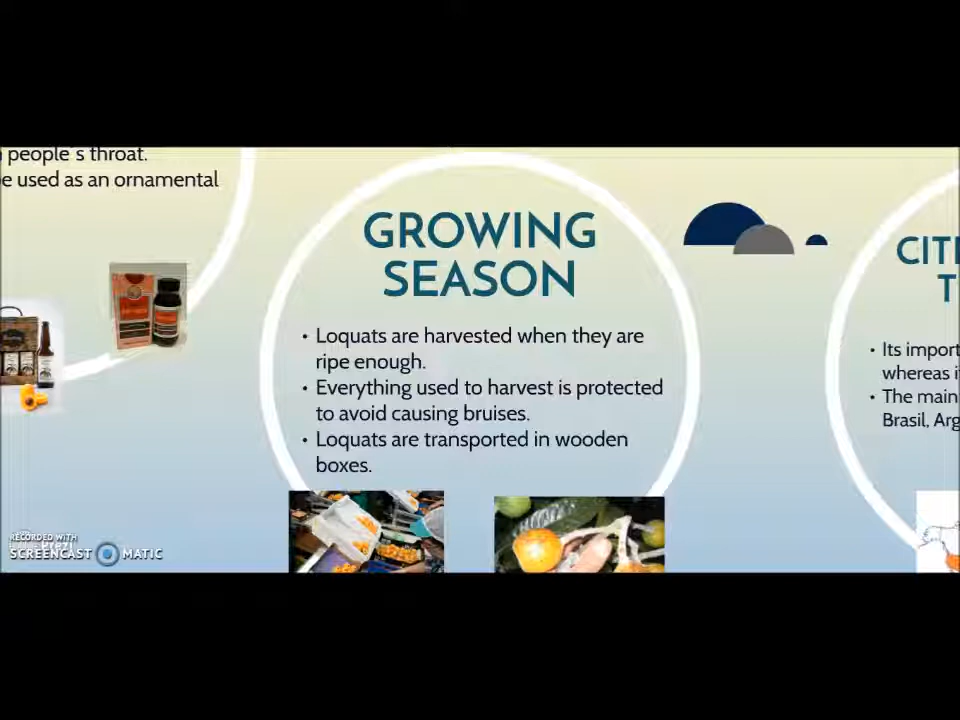 people´s throat.
be used as an ornamental
GROWING
SEASON
• Loquats are harvested when they are
ripe enough.
• Everything used to harvest is protected
to avoid causing bruises.
• Loquats are transported in wooden
boxes.
• Its import
whereas i
• The main
Brasil, Arg
RECORDED WITH
SCREENCAST MATIC